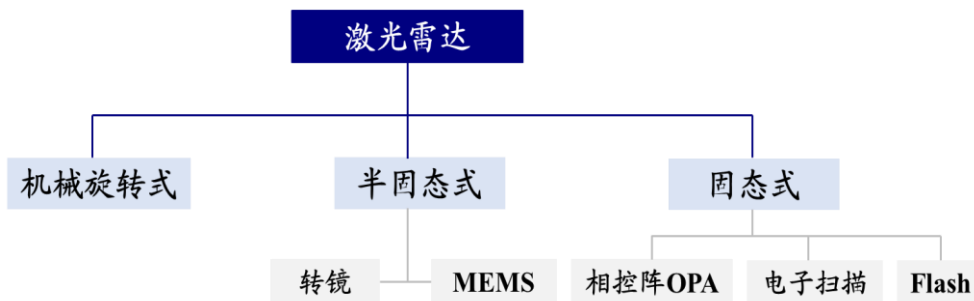 激光雷达
机械旋转式
半固态式
固态式
转镜
MEMS
相控阵OPA
电子扫描
Flash